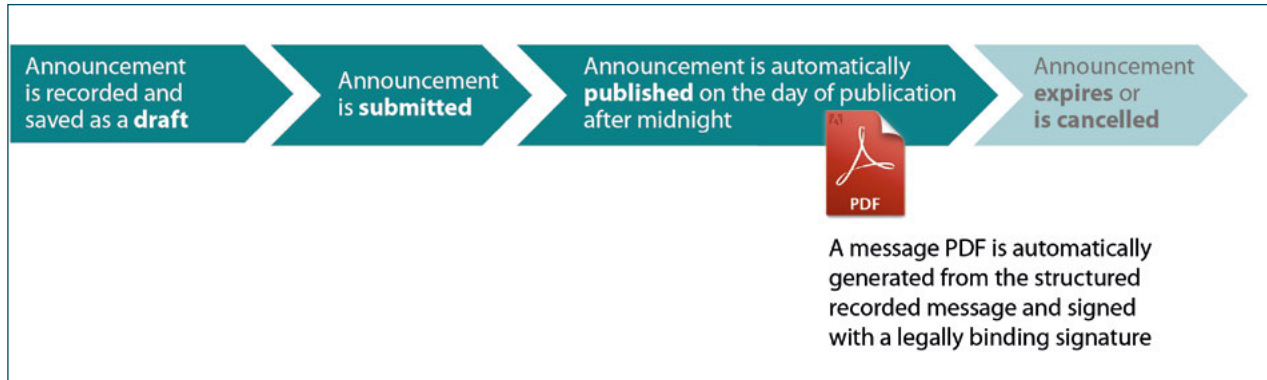 Announcement
is recorded and
saved as a draft
Announcement
is submitted
Announcement is automatically
published on the day of publication
after midnight
Announcement
expires or
is cancelled
PDF
A message PDF is automatically
generated from the structured
recorded message and signed
with a legally binding signature